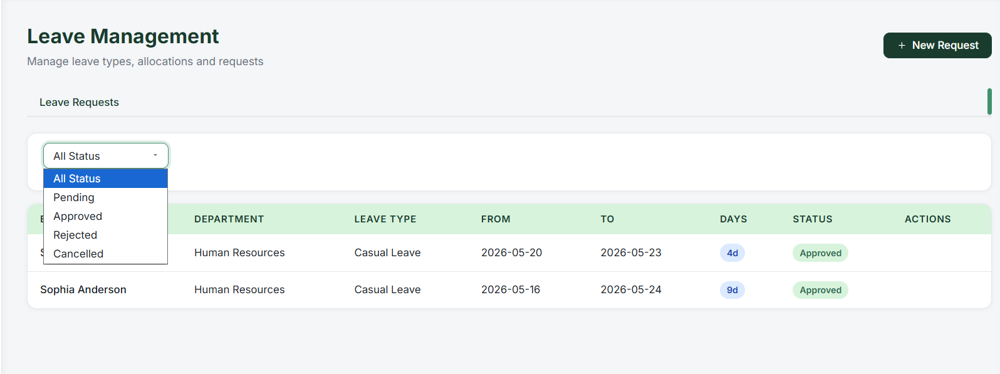 Leave Management
+ New Request
Manage leave types, allocations and requests
Leave Requests
All Status
All Status
Pending
Approved
Rejected
Cancelled
DEPARTMENT LEAVE TYPE FROM TO DAYS STATUS ACTIONS
Human Resources Casual Leave 2026-05-20 2026-05-23 4d Approved
Sophia Anderson Human Resources Casual Leave 2026-05-16 2026-05-24 9d Approved